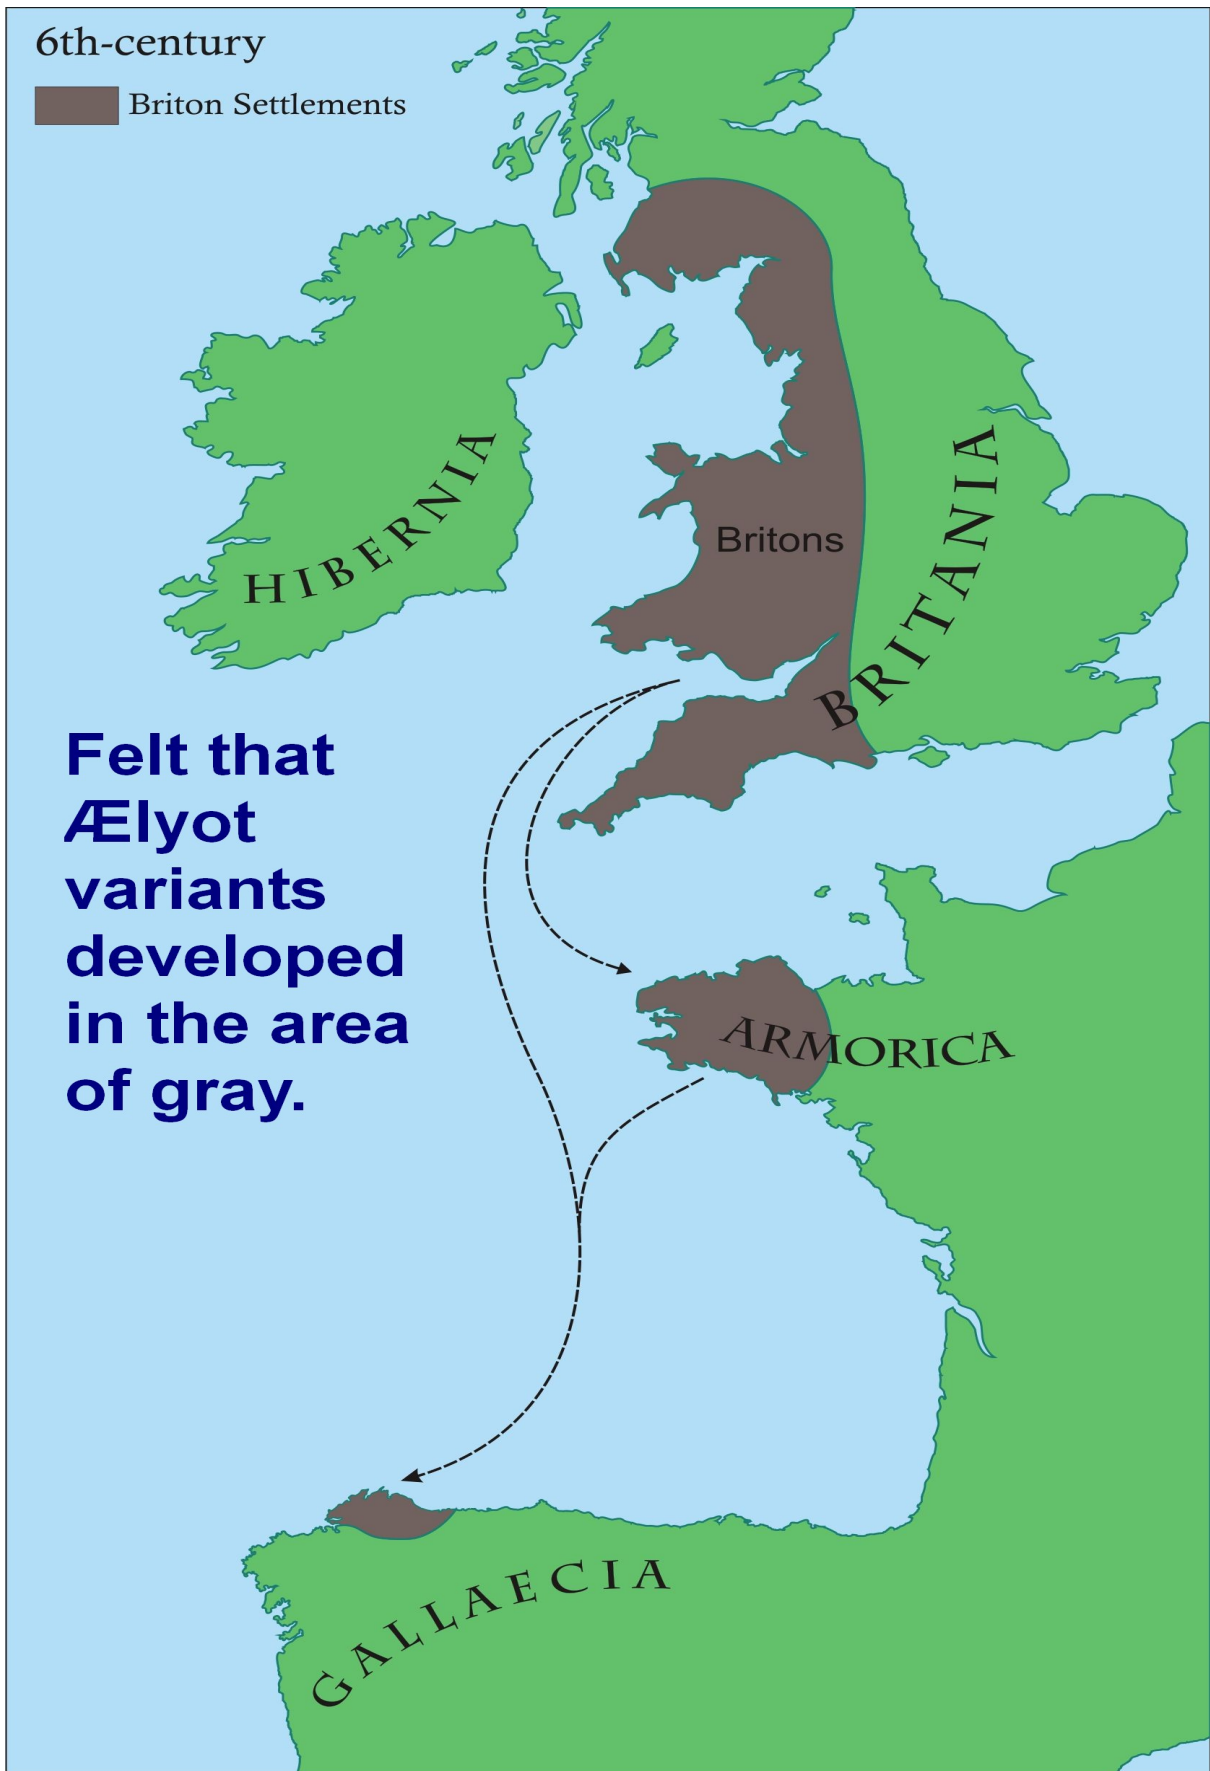 6th-century
Briton Settlements
HIBERNIA
Britons
BRITANIA
Felt that
Ælyot
variants
developed
in the area
of gray.
ARMORICA
GALLAECIA